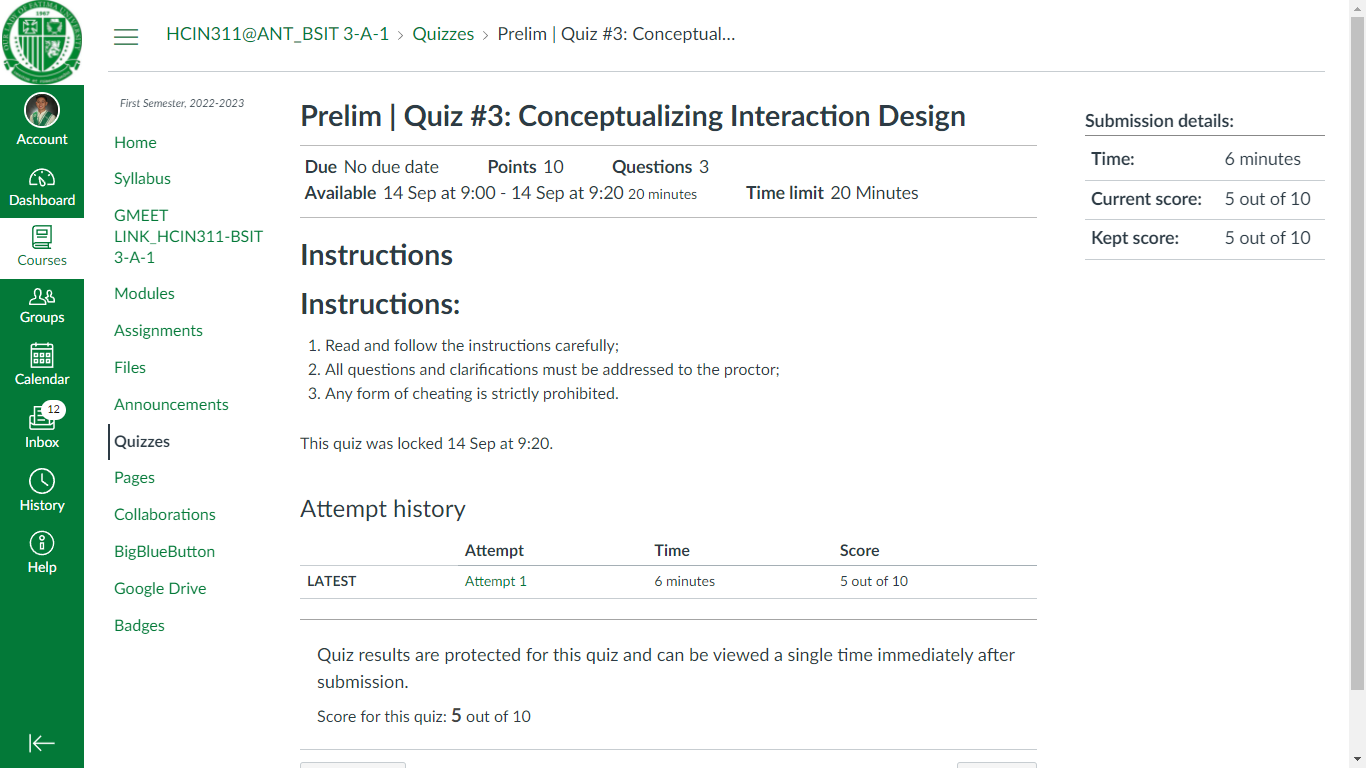 HCIN311@ANT_BSIT 3-A-1 › Quizzes › Prelim | Quiz #3: Conceptual...
Account
Dashboard
Courses
Groups
Calendar
12
Inbox
History
Help
First Semester, 2022-2023
Home
Syllabus
GMEET
LINK_HCIN311-BSIT
3-A-1
Modules
Assignments
Files
Announcements
Quizzes
Pages
Collaborations
BigBlueButton
Google Drive
Badges
Prelim | Quiz #3: Conceptualizing Interaction Design
Due No due date Points 10 Questions 3
Available 14 Sep at 9:00 - 14 Sep at 9:20 20 minutes Time limit 20 Minutes
Instructions
Instructions:
1. Read and follow the instructions carefully;
2. All questions and clarifications must be addressed to the proctor;
3. Any form of cheating is strictly prohibited.
This quiz was locked 14 Sep at 9:20.
Attempt history
Attempt Time Score
LATEST Attempt 1 6 minutes 5 out of 10
Quiz results are protected for this quiz and can be viewed a single time immediately after
submission.
Score for this quiz: 5 out of 10
Submission details:
Time: 6 minutes
Current score: 5 out of 10
Kept score: 5 out of 10